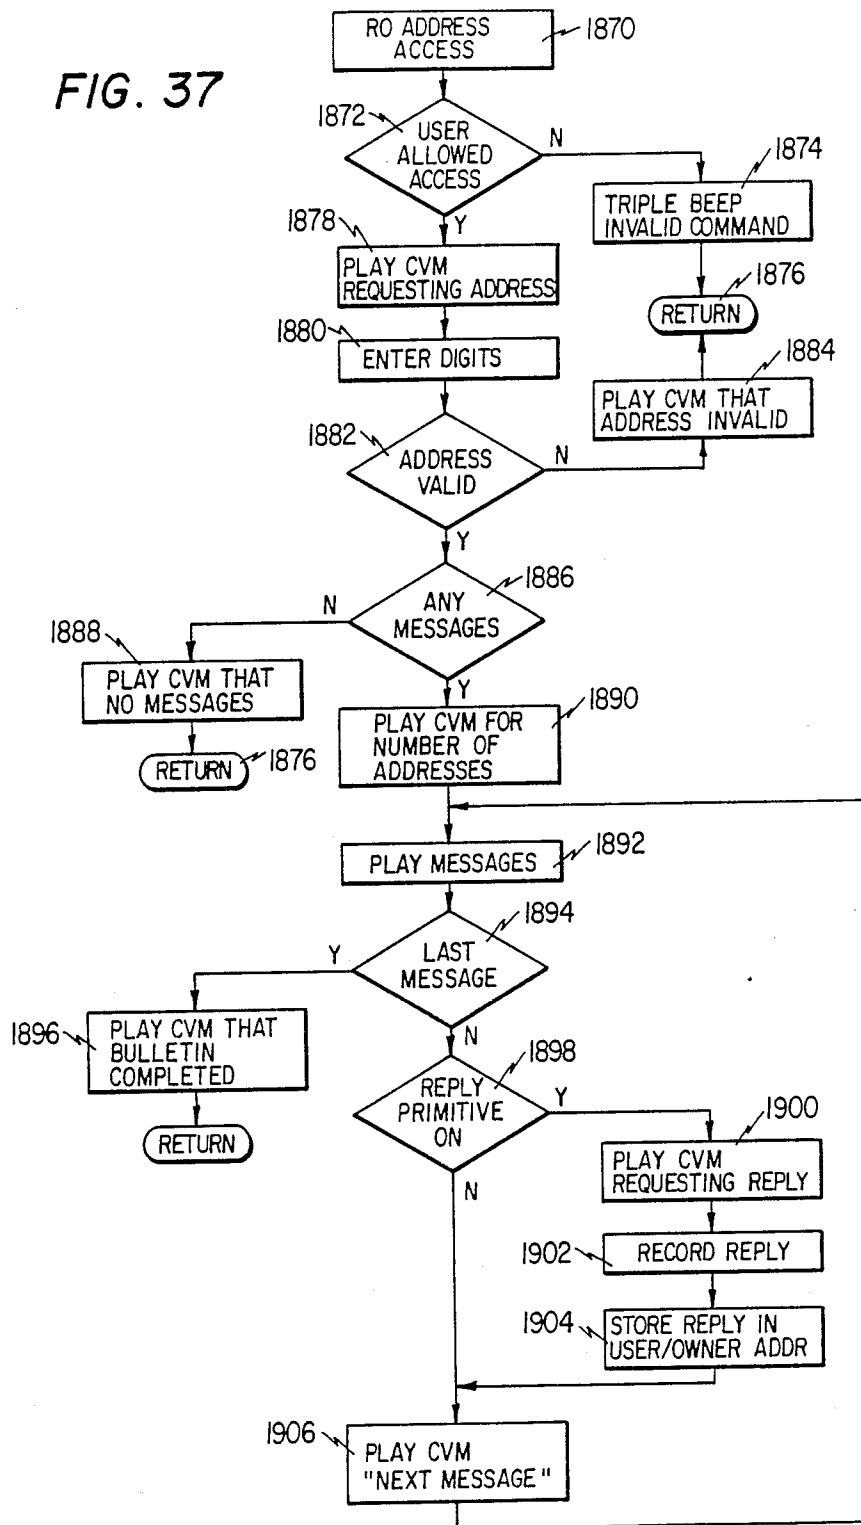 FIG. 37
RO ADDRESS
ACCESS
1870
1872
USER
ALLOWED
ACCESS
N
Y
1874
TRIPLE BEEP
INVALID COMMAND
1876
RETURN
1878
PLAY CVM
REQUESTING ADDRESS
1880
ENTER DIGITS
1884
PLAY CVM THAT
ADDRESS INVALID
1882
ADDRESS
VALID
N
Y
1886
ANY
MESSAGES
N
Y
1888
PLAY CVM THAT
NO MESSAGES
RETURN
1876
1890
PLAY CVM FOR
NUMBER OF
ADDRESSES
1892
PLAY MESSAGES
1894
LAST
MESSAGE
Y
N
1896
PLAY CVM THAT
BULLETIN
COMPLETED
RETURN
1898
REPLY
PRIMITIVE
ON
Y
N
1900
PLAY CVM
REQUESTING REPLY
1902
RECORD REPLY
1904
STORE REPLY IN
USER/OWNER ADDR
1906
PLAY CVM
"NEXT MESSAGE"